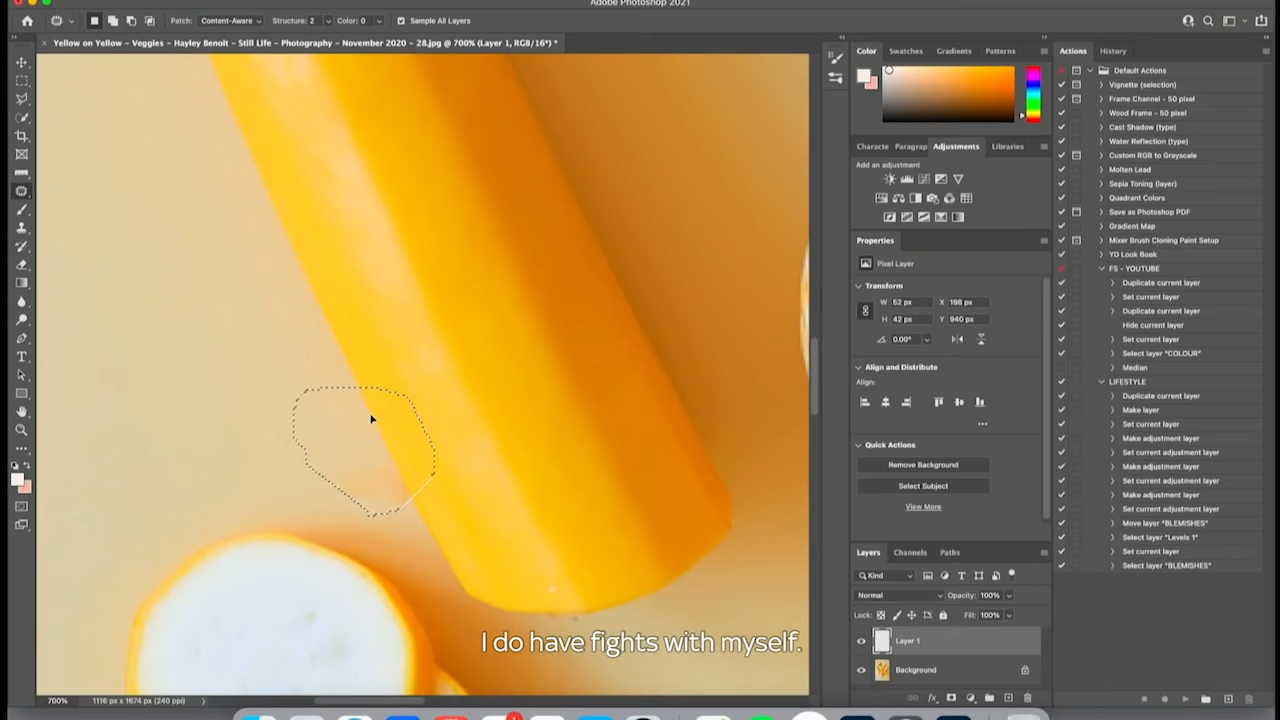 Adobe Photoshop 2021
Patch: Content-Aware Structure: 2 Color: 0 Sample All Layers
Yellow on Yellow – Veggies – Hayley Benoit – Still Life – Photography – November 2020 – 28.jpg @ 700% (Layer 1, RGB/16*) *
Color Swatches Gradients Patterns
Characte Paragrap Adjustments Libraries
Add an adjustment
Properties
Pixel Layer
Transform
W 52 px X 198 px
H 42 px Y 940 px
0.00°
Align and Distribute
Align:
Quick Actions
Remove Background
Select Subject
View More
Layers Channels Paths
Kind
Normal Opacity: 100%
Lock: Fill: 100%
Layer 1
Background
Actions History
Default Actions
Vignette (selection)
Frame Channel - 50 pixel
Wood Frame - 50 pixel
Cast Shadow (type)
Water Reflection (type)
Custom RGB to Grayscale
Molten Lead
Sepia Toning (layer)
Quadrant Colors
Save as Photoshop PDF
Gradient Map
Mixer Brush Cloning Paint Setup
YD Look Book
FS - YOUTUBE
Duplicate current layer
Set current layer
Duplicate current layer
Hide current layer
Set current layer
Select layer "COLOUR"
Median
LIFESTYLE
Duplicate current layer
Make layer
Set current layer
Make adjustment layer
Set current adjustment layer
Make adjustment layer
Set current adjustment layer
Make adjustment layer
Set current adjustment layer
Move layer "BLEMISHES"
Select layer "Levels 1"
Set current layer
Select layer "BLEMISHES"
I do have fights with myself.
700% 1116 px x 1674 px (240 ppi)